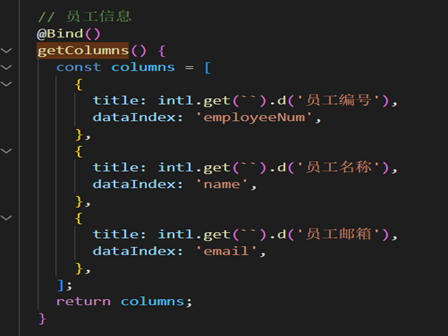 // 员工信息
@Bind()
getColumns() {
const columns = [
{
title: intl.get(``).d('员工编号'),
dataIndex: 'employeeNum',
},
{
title: intl.get(``).d('员工名称'),
dataIndex: 'name',
},
{
title: intl.get(``).d('员工邮箱'),
dataIndex: 'email',
},
];
return columns;
}